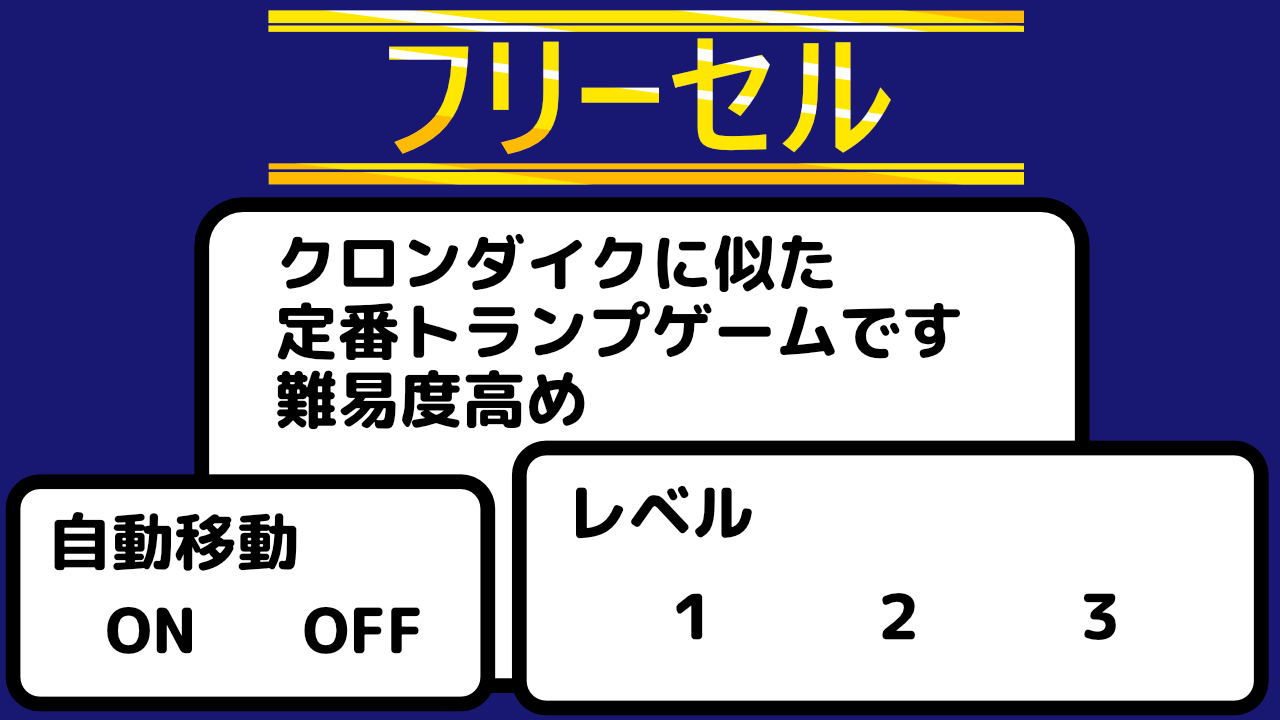 フリーセル
クロンダイクに似た
定番トランプゲームです
難易度高め
自動移動
ON OFF
レベル
1 2 3